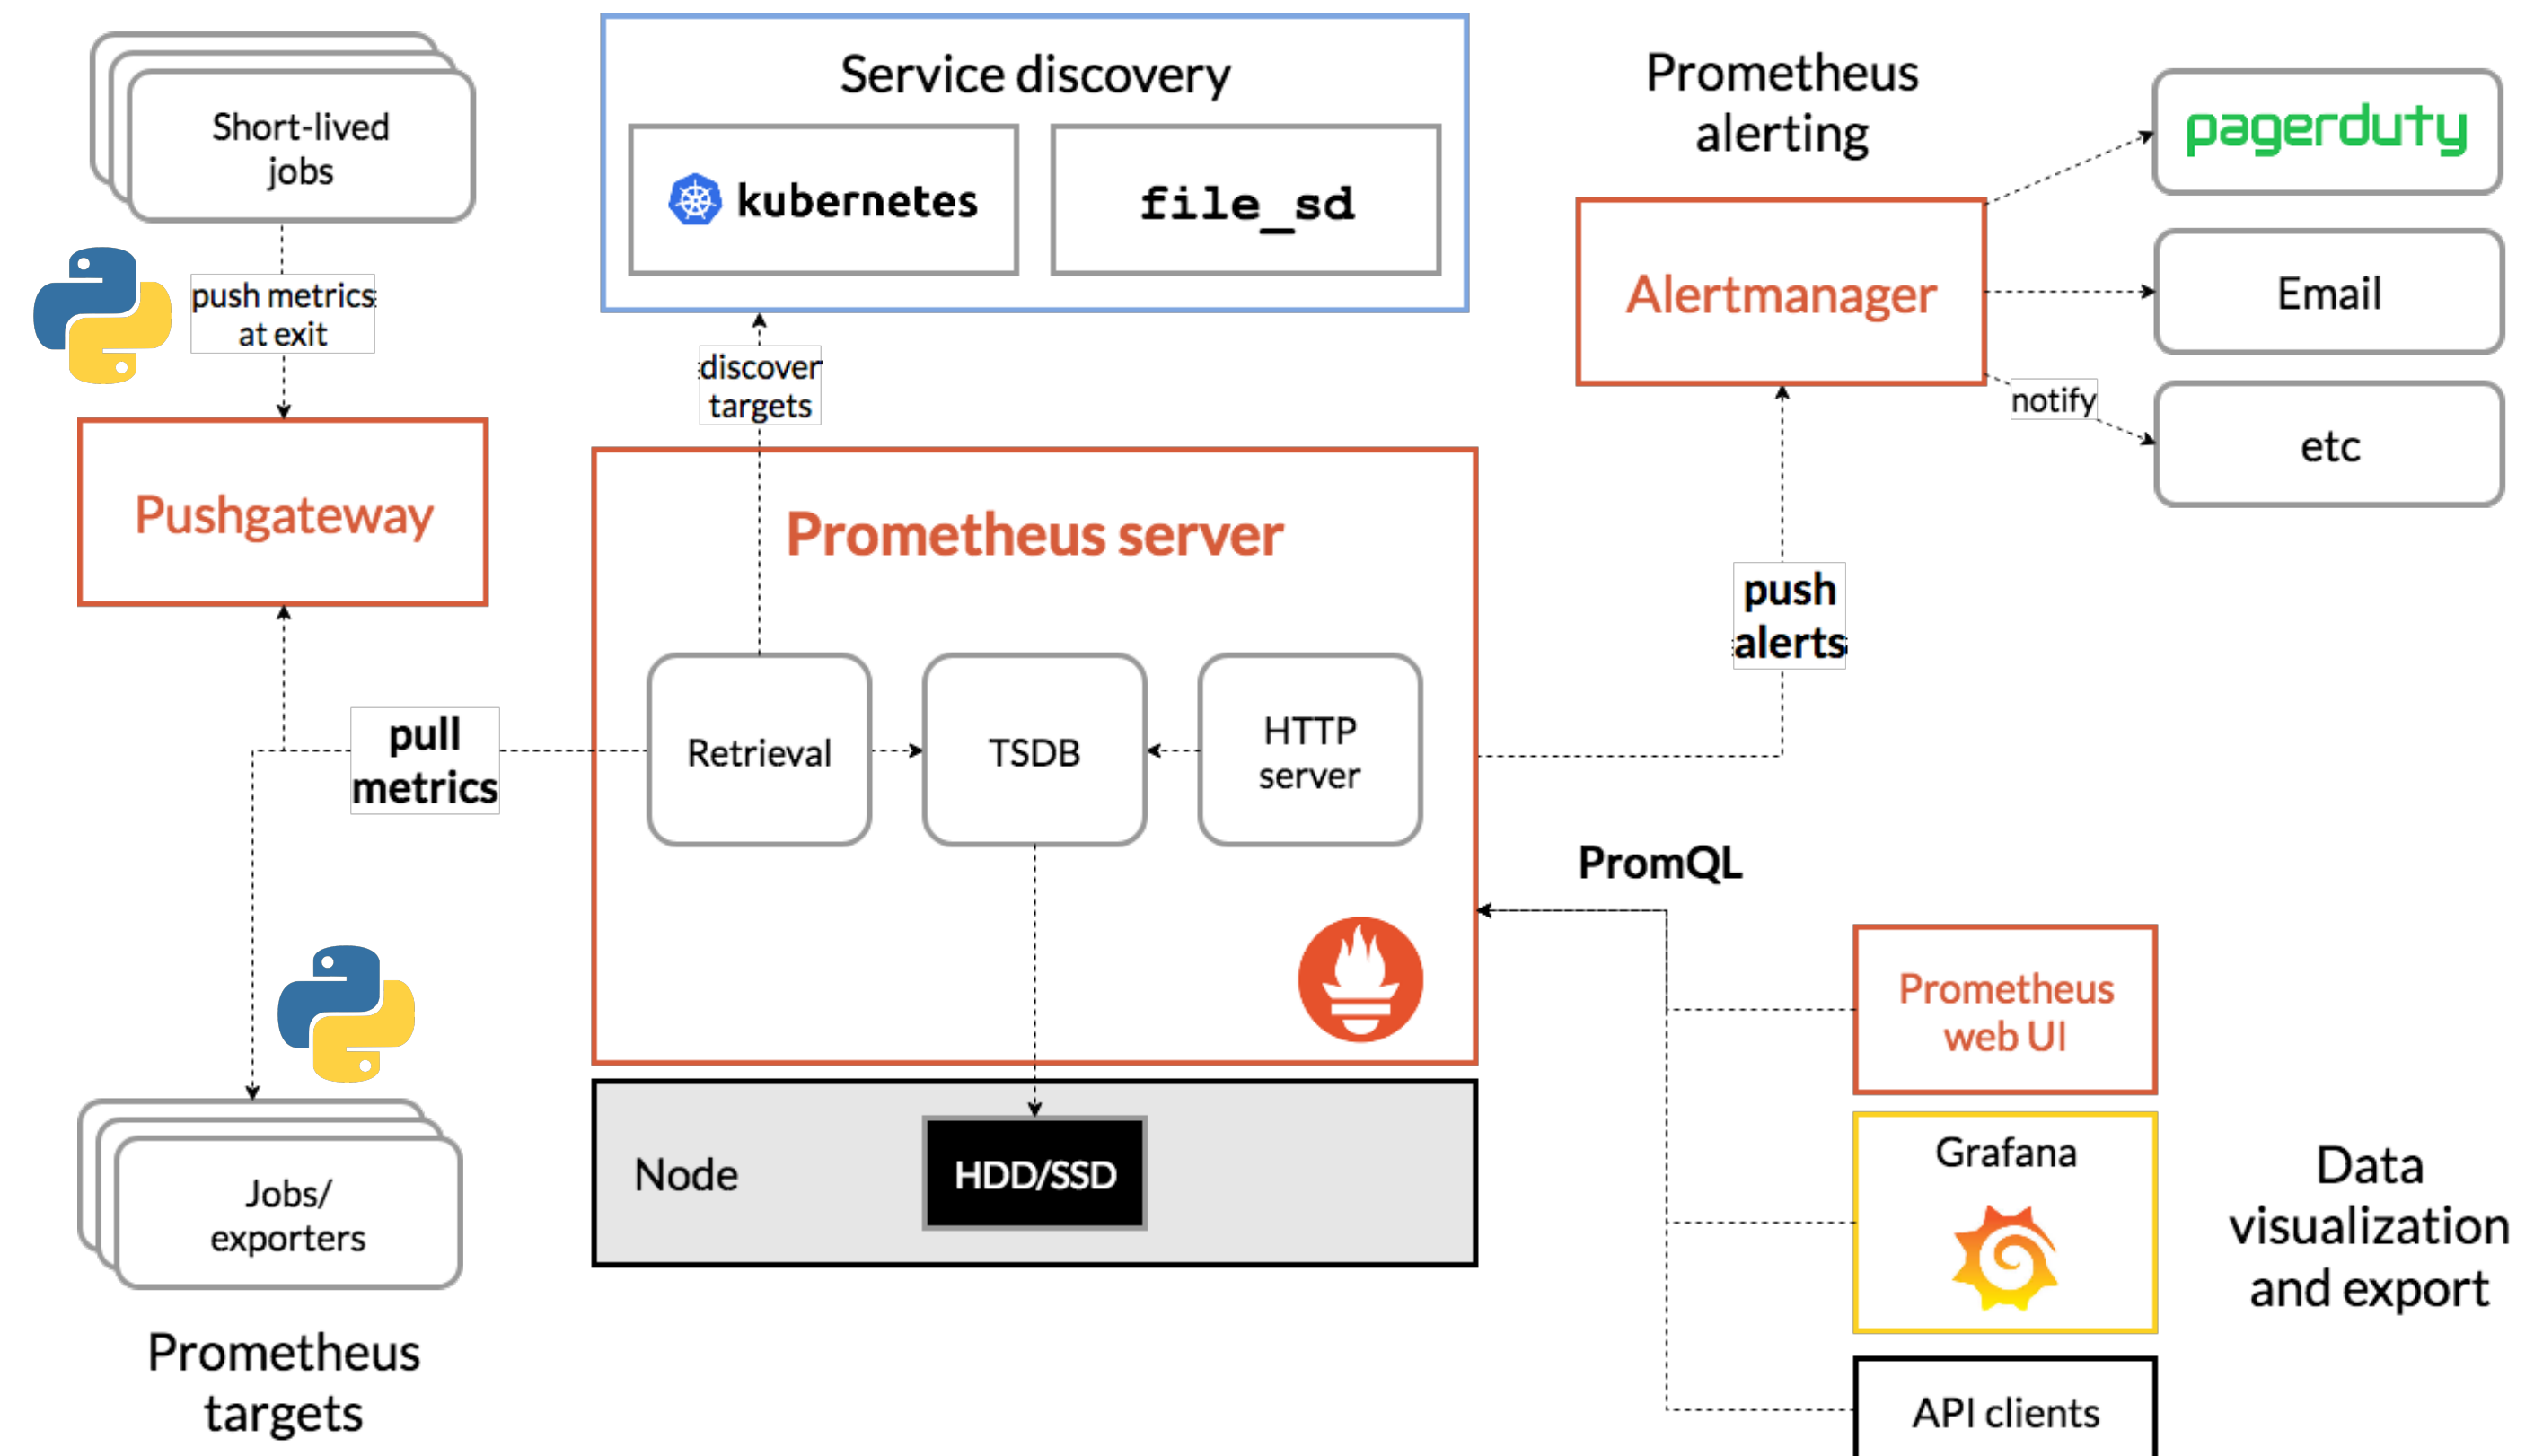 Short-lived
jobs
push metrics
at exit
Pushgateway
pull
metrics
Jobs/
exporters
Prometheus
targets
Service discovery
kubernetes
file_sd
discover
targets
Prometheus server
Retrieval
TSDB
HTTP
server
Node
HDD/SSD
Prometheus
alerting
Alertmanager
pagerduty
Email
notify
etc
push
alerts
PromQL
Prometheus
web UI
Grafana
API clients
Data
visualization
and export